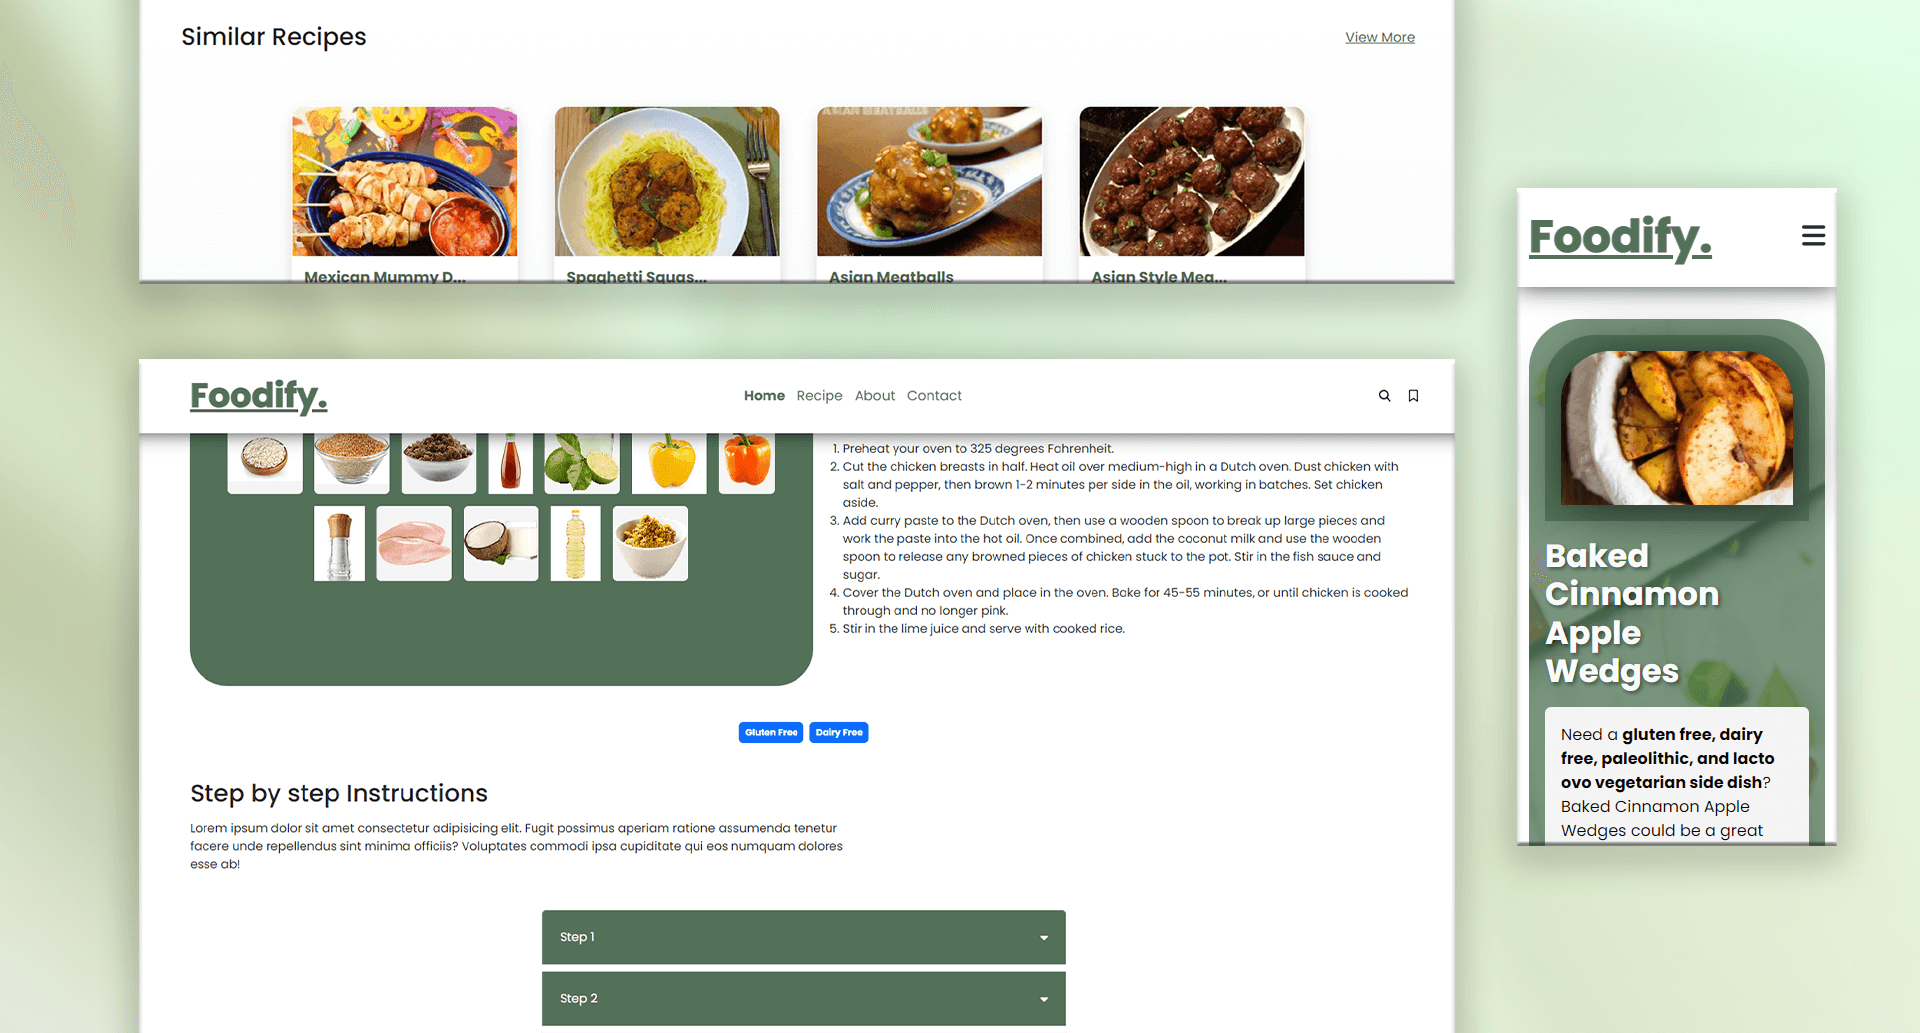 Similar Recipes
View More
ASIAN MEATBALLS
Mexican Mummy D...
Spaghetti Squas...
Asian Meatballs
Asian Style Mea...
Foodify.
Home Recipe About Contact
1. Preheat your oven to 325 degrees Fahrenheit.
2. Cut the chicken breasts in half. Heat oil over medium-high in a Dutch oven. Dust chicken with
salt and pepper, then brown 1-2 minutes per side in the oil, working in batches. Set chicken
aside.
3. Add curry paste to the Dutch oven, then use a wooden spoon to break up large pieces and
work the paste into the hot oil. Once combined, add the coconut milk and use the wooden
spoon to release any browned pieces of chicken stuck to the pot. Stir in the fish sauce and
sugar.
4. Cover the Dutch oven and place in the oven. Bake for 45-55 minutes, or until chicken is cooked
through and no longer pink.
5. Stir in the lime juice and serve with cooked rice.
Gluten Free
Dairy Free
Step by step Instructions
Lorem ipsum dolor sit amet consectetur adipisicing elit. Fugit possimus aperiam ratione assumenda tenetur
facere unde repellendus sint minima officiis? Voluptates commodi ipsa cupiditate qui eos numquam dolores
esse ab!
Step 1
Step 2
Foodify.
Baked
Cinnamon
Apple
Wedges
Need a gluten free, dairy
free, paleolithic, and lacto
ovo vegetarian side dish?
Baked Cinnamon Apple
Wedges could be a great